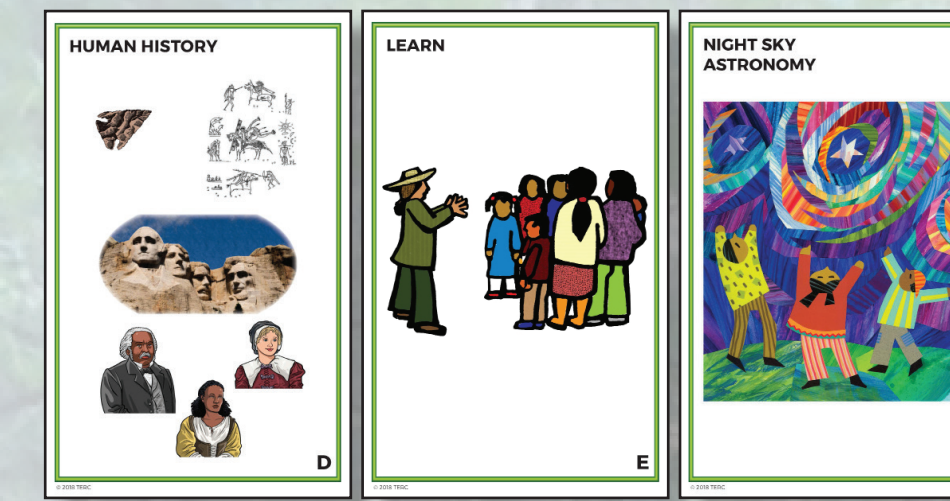 HUMAN HISTORY
D
© 2018 TERC
LEARN
E
© 2018 TERC
NIGHT SKY
ASTRONOMY
© 2018 TERC